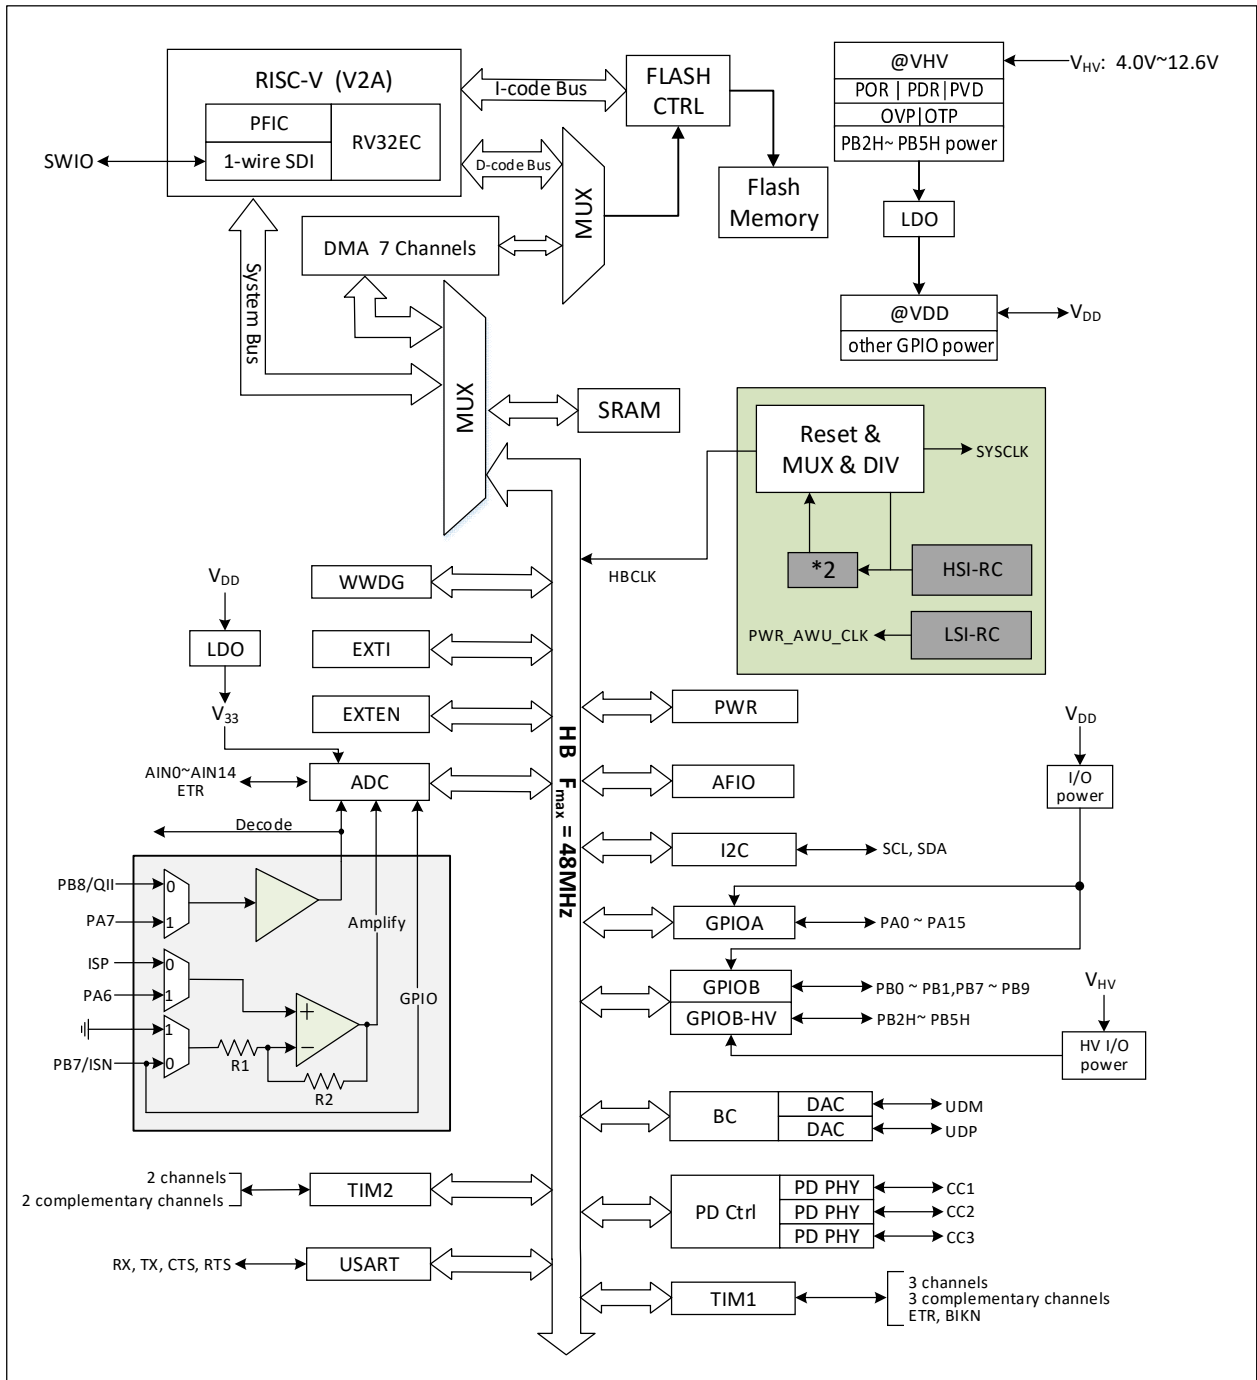 RISC-V (V2A)
PFIC
1-wire SDI
RV32EC
SWIO
I-code Bus
D-code Bus
FLASH
CTRL
MUX
Flash
Memory
DMA 7 Channels
System Bus
MUX
SRAM
@VHV
POR | PDR|PVD
OVP|OTP
PB2H~ PB5H power
VHV: 4.0V~12.6V
LDO
@VDD
other GPIO power
VDD
Reset &
MUX & DIV
SYSCLK
HBCLK
*2
HSI-RC
LSI-RC
PWR_AWU_CLK
VDD
LDO
V33
WWDG
EXTI
EXTEN
ADC
AIN0~AIN14
ETR
Decode
PB8/QII
PA7
0
1
ISP
PA6
0
1
1
PB7/ISN
0
R1
R2
+
−
Amplify
GPIO
HB Fmax = 48MHz
PWR
AFIO
I2C
SCL, SDA
VDD
I/O
power
GPIOA
PA0 ~ PA15
GPIOB
PB0 ~ PB1,PB7 ~ PB9
GPIOB-HV
PB2H~ PB5H
VHV
HV I/O
power
BC
DAC
UDM
DAC
UDP
2 channels
2 complementary channels
TIM2
PD Ctrl
PD PHY
CC1
PD PHY
CC2
PD PHY
CC3
RX, TX, CTS, RTS
USART
TIM1
3 channels
3 complementary channels
ETR, BIKN